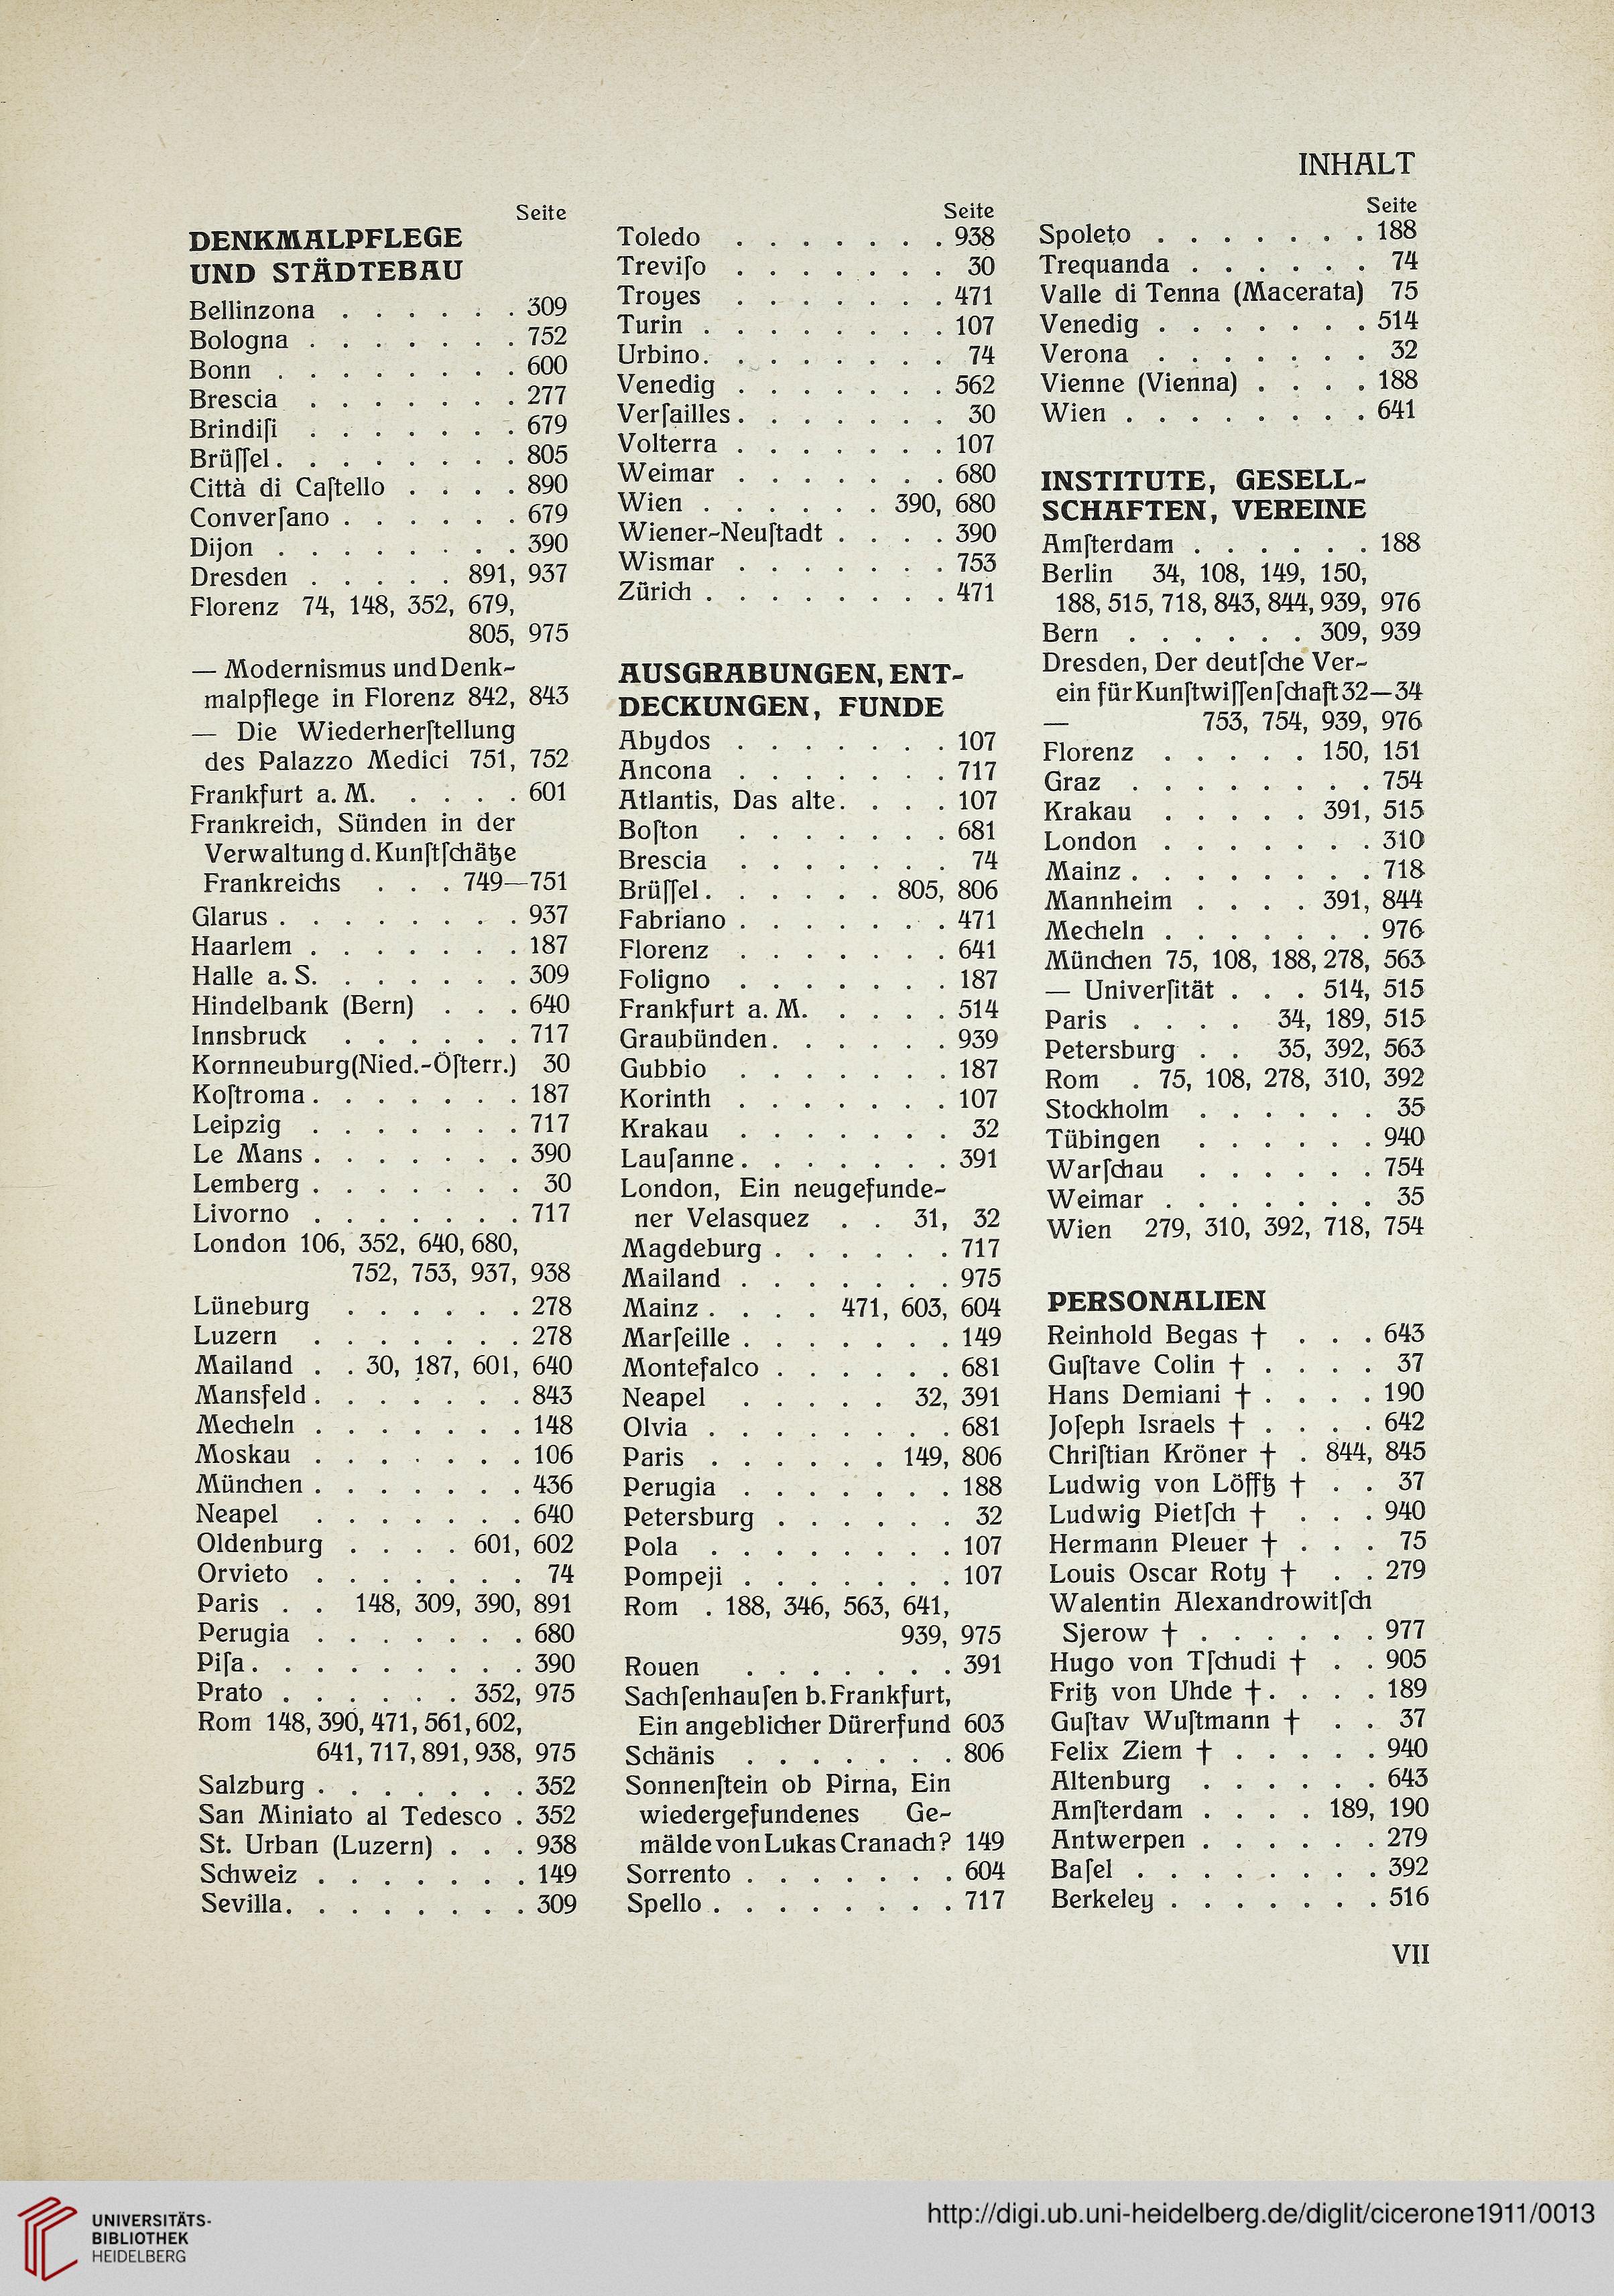 INHALT
Seite
DENKMALPFLEGE
UND STÄDTEBAU
Bellinzona . . . . . . 309
Bologna . . . . . . . 752
Bonn . . . . . . . . 600
Brescia . . . . . . . 277
Brindiſi . . . . . . . 679
Brüſſel . . . . . . . . 805
Città di Caſtello . . . . 890
Converſano . . . . . . 679
Dijon . . . . . . . . 390
Dresden . . . . . 891, 937
Florenz 74, 148, 352, 679,
805, 975
— Modernismus und Denk-
malpflege in Florenz 842, 843
— Die Wiederherſtellung
des Palazzo Medici 751, 752
Frankfurt a. M. . . . . 601
Frankreich, Sünden in der
Verwaltung d. Kunſtſchätze
Frankreichs . . . 749—751
Glarus . . . . . . . . 937
Haarlem . . . . . . . 187
Halle a. S. . . . . . . 309
Hindelbank (Bern) . . . 640
Innsbruck . . . . . . 717
Kornneuburg (Nied.-Öſterr.) 30
Koſtroma . . . . . . . 187
Leipzig . . . . . . . 717
Le Mans . . . . . . . 390
Lemberg . . . . . . . 30
Livorno . . . . . . . 717
London 106, 352, 640, 680,
752, 753, 937, 938
Lüneburg . . . . . . 278
Luzern . . . . . . . 278
Mailand . . 30, 187, 601, 640
Mansfeld . . . . . . . 843
Mecheln . . . . . . . 148
Moskau . . . . . . . 106
München . . . . . . . 436
Neapel . . . . . . . 640
Oldenburg . . . . 601, 602
Orvieto . . . . . . . 74
Paris . . 148, 309, 390, 891
Perugia . . . . . . . 680
Piſa . . . . . . . . . 390
Prato . . . . . . 352, 975
Rom 148, 390, 471, 561, 602,
641, 717, 891, 938, 975
Salzburg . . . . . . . 352
San Miniato al Tedesco . 352
St. Urban (Luzern) . . . 938
Schweiz . . . . . . . 149
Sevilla . . . . . . . . 309
Seite
Toledo . . . . . . . 938
Treviſo . . . . . . . 30
Troyes . . . . . . . 471
Turin . . . . . . . . 107
Urbino . . . . . . . . 74
Venedig . . . . . . . 562
Verſailles . . . . . . . 30
Volterra . . . . . . . 107
Weimar . . . . . . . 680
Wien . . . . . . 390, 680
Wiener-Neuſtadt . . . . 390
Wismar . . . . . . . 753
Zürich . . . . . . . . 471
AUSGRABUNGEN, ENT-
DECKUNGEN, FUNDE
Abydos . . . . . . . 107
Ancona . . . . . . . 717
Atlantis, Das alte . . . . 107
Boſton . . . . . . . 681
Brescia . . . . . . . 74
Brüſſel . . . . . . 805, 806
Fabriano . . . . . . . 471
Florenz . . . . . . . 641
Foligno . . . . . . . 187
Frankfurt a. M. . . . . 514
Graubünden . . . . . . 939
Gubbio . . . . . . . 187
Korinth . . . . . . . 107
Krakau . . . . . . . 32
Lauſanne . . . . . . . 391
London, Ein neugefunde-
ner Velasquez . . 31, 32
Magdeburg . . . . . . 717
Mailand . . . . . . . 975
Mainz . . . . 471, 603, 604
Marſeille . . . . . . . 149
Montefalco . . . . . . 681
Neapel . . . . . 32, 391
Olvia . . . . . . . . 681
Paris . . . . . . 149, 806
Perugia . . . . . . . 188
Petersburg . . . . . . 32
Pola . . . . . . . . 107
Pompeji . . . . . . . 107
Rom . 188, 346, 563, 641,
939, 975
Rouen . . . . . . . 391
Sachſenhauſen b. Frankfurt,
Ein angeblicher Dürerfund 603
Schänis . . . . . . . 806
Sonnenſtein ob Pirna, Ein
wiedergefundenes Ge-
mälde von Lukas Cranach? 149
Sorrento . . . . . . . 604
Spello . . . . . . . . 717
Seite
Spoleto . . . . . . . 188
Trequanda . . . . . . 74
Valle di Tenna (Macerata) 75
Venedig . . . . . . . 514
Verona . . . . . . . 32
Vienne (Vienna) . . . . 188
Wien . . . . . . . . 641
INSTITUTE, GESELL-
SCHAFTEN, VEREINE
Amſterdam . . . . . . 188
Berlin 34, 108, 149, 150,
188, 515, 718, 843, 844, 939, 976
Bern . . . . . . 309, 939
Dresden, Der deutſche Ver-
ein für Kunſtwiſſenſchaft 32—34
— 753, 754, 939, 976
Florenz . . . . . 150, 151
Graz . . . . . . . . 754
Krakau . . . . . 391, 515
London . . . . . . . 310
Mainz . . . . . . . . 718
Mannheim . . . . 391, 844
Mecheln . . . . . . . 976
München 75, 108, 188, 278, 563
— Univerſität . . . 514, 515
Paris . . . . 34, 189, 515
Petersburg . . 35, 392, 563
Rom . 75, 108, 278, 310, 392
Stockholm . . . . . . 35
Tübingen . . . . . . 940
Warſchau . . . . . . 754
Weimar . . . . . . . 35
Wien 279, 310, 392, 718, 754
PERSONALIEN
Reinhold Begas † . . . 643
Guſtave Colin † . . . . 37
Hans Demiani † . . . . 190
Joſeph Israels † . . . . 642
Chriſtian Kröner † . 844, 845
Ludwig von Löfftz † . . 37
Ludwig Pietſch † . . . 940
Hermann Pleuer † . . . 75
Louis Oscar Roty † . . 279
Walentin Alexandrowitſch
Sjerow † . . . . . . 977
Hugo von Tſchudi † . . 905
Fritz von Uhde † . . . . 189
Guſtav Wuſtmann † . . 37
Felix Ziem † . . . . . 940
Altenburg . . . . . . 643
Amſterdam . . . . 189, 190
Antwerpen . . . . . . 279
Baſel . . . . . . . . 392
Berkeley . . . . . . . 516
VII
UNIVERSITÄTS-
BIBLIOTHEK
HEIDELBERG
http://digi.ub.uni-heidelberg.de/diglit/cicerone1911/0013